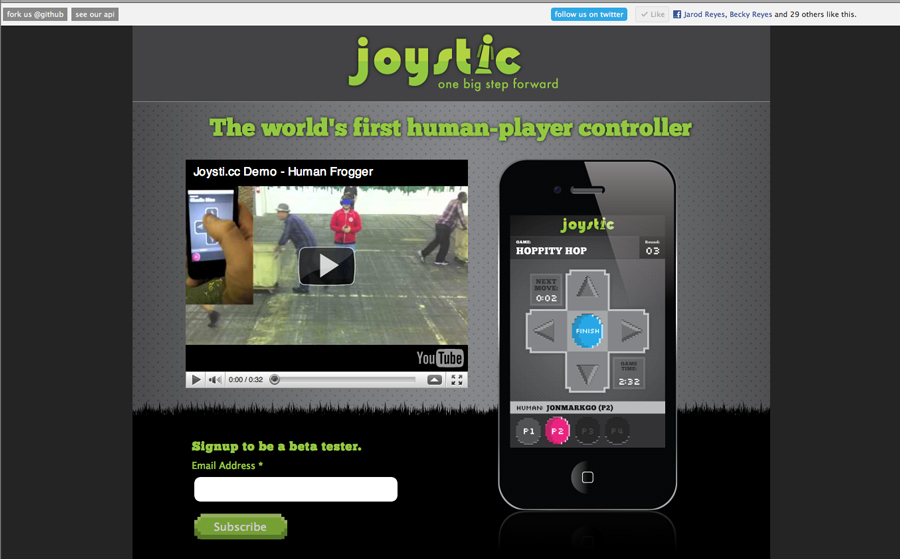 fork us @github see our api follow us on twitter Like Jarod Reyes, Becky Reyes and 29 others like this.
joystic
one big step forward
The world's first human-player controller
Joysti.cc Demo - Human Frogger
YouTube
0:00 / 0:32
joystic
GAME:
HOPPITY HOP
Round:
03
NEXT
MOVE:
0:02
FINISH
GAME
TIME:
2:32
HUMAN: JONMARKGO (P2)
P1 P2 P3 P4
Signup to be a beta tester.
Email Address *
Subscribe